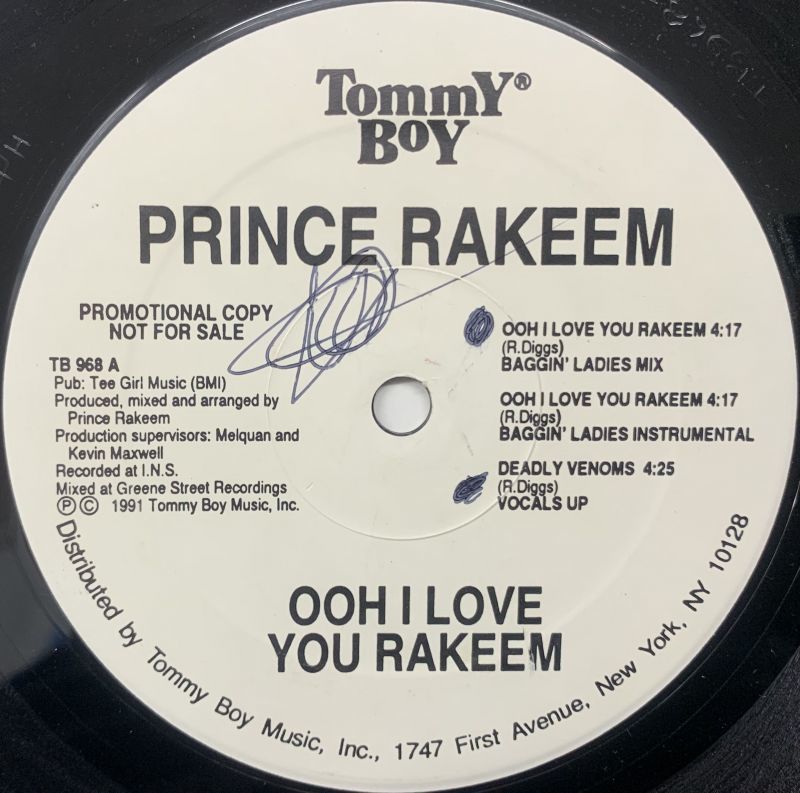 TommY®
BoY
PRINCE RAKEEM
PROMOTIONAL COPY
NOT FOR SALE
TB 968 A
Pub: Tee Girl Music (BMI)
Produced, mixed and arranged by
Prince Rakeem
Production supervisors: Melquan and
Kevin Maxwell
Recorded at I.N.S.
Mixed at Greene Street Recordings
Ⓟ© 1991 Tommy Boy Music, Inc.
OOH I LOVE YOU RAKEEM 4:17
(R.Diggs)
BAGGIN' LADIES MIX
OOH I LOVE YOU RAKEEM 4:17
(R.Diggs)
BAGGIN' LADIES INSTRUMENTAL
DEADLY VENOMS 4:25
(R.Diggs)
VOCALS UP
OOH I LOVE
YOU RAKEEM
Distributed by Tommy Boy Music, Inc., 1747 First Avenue, New York, NY 10128